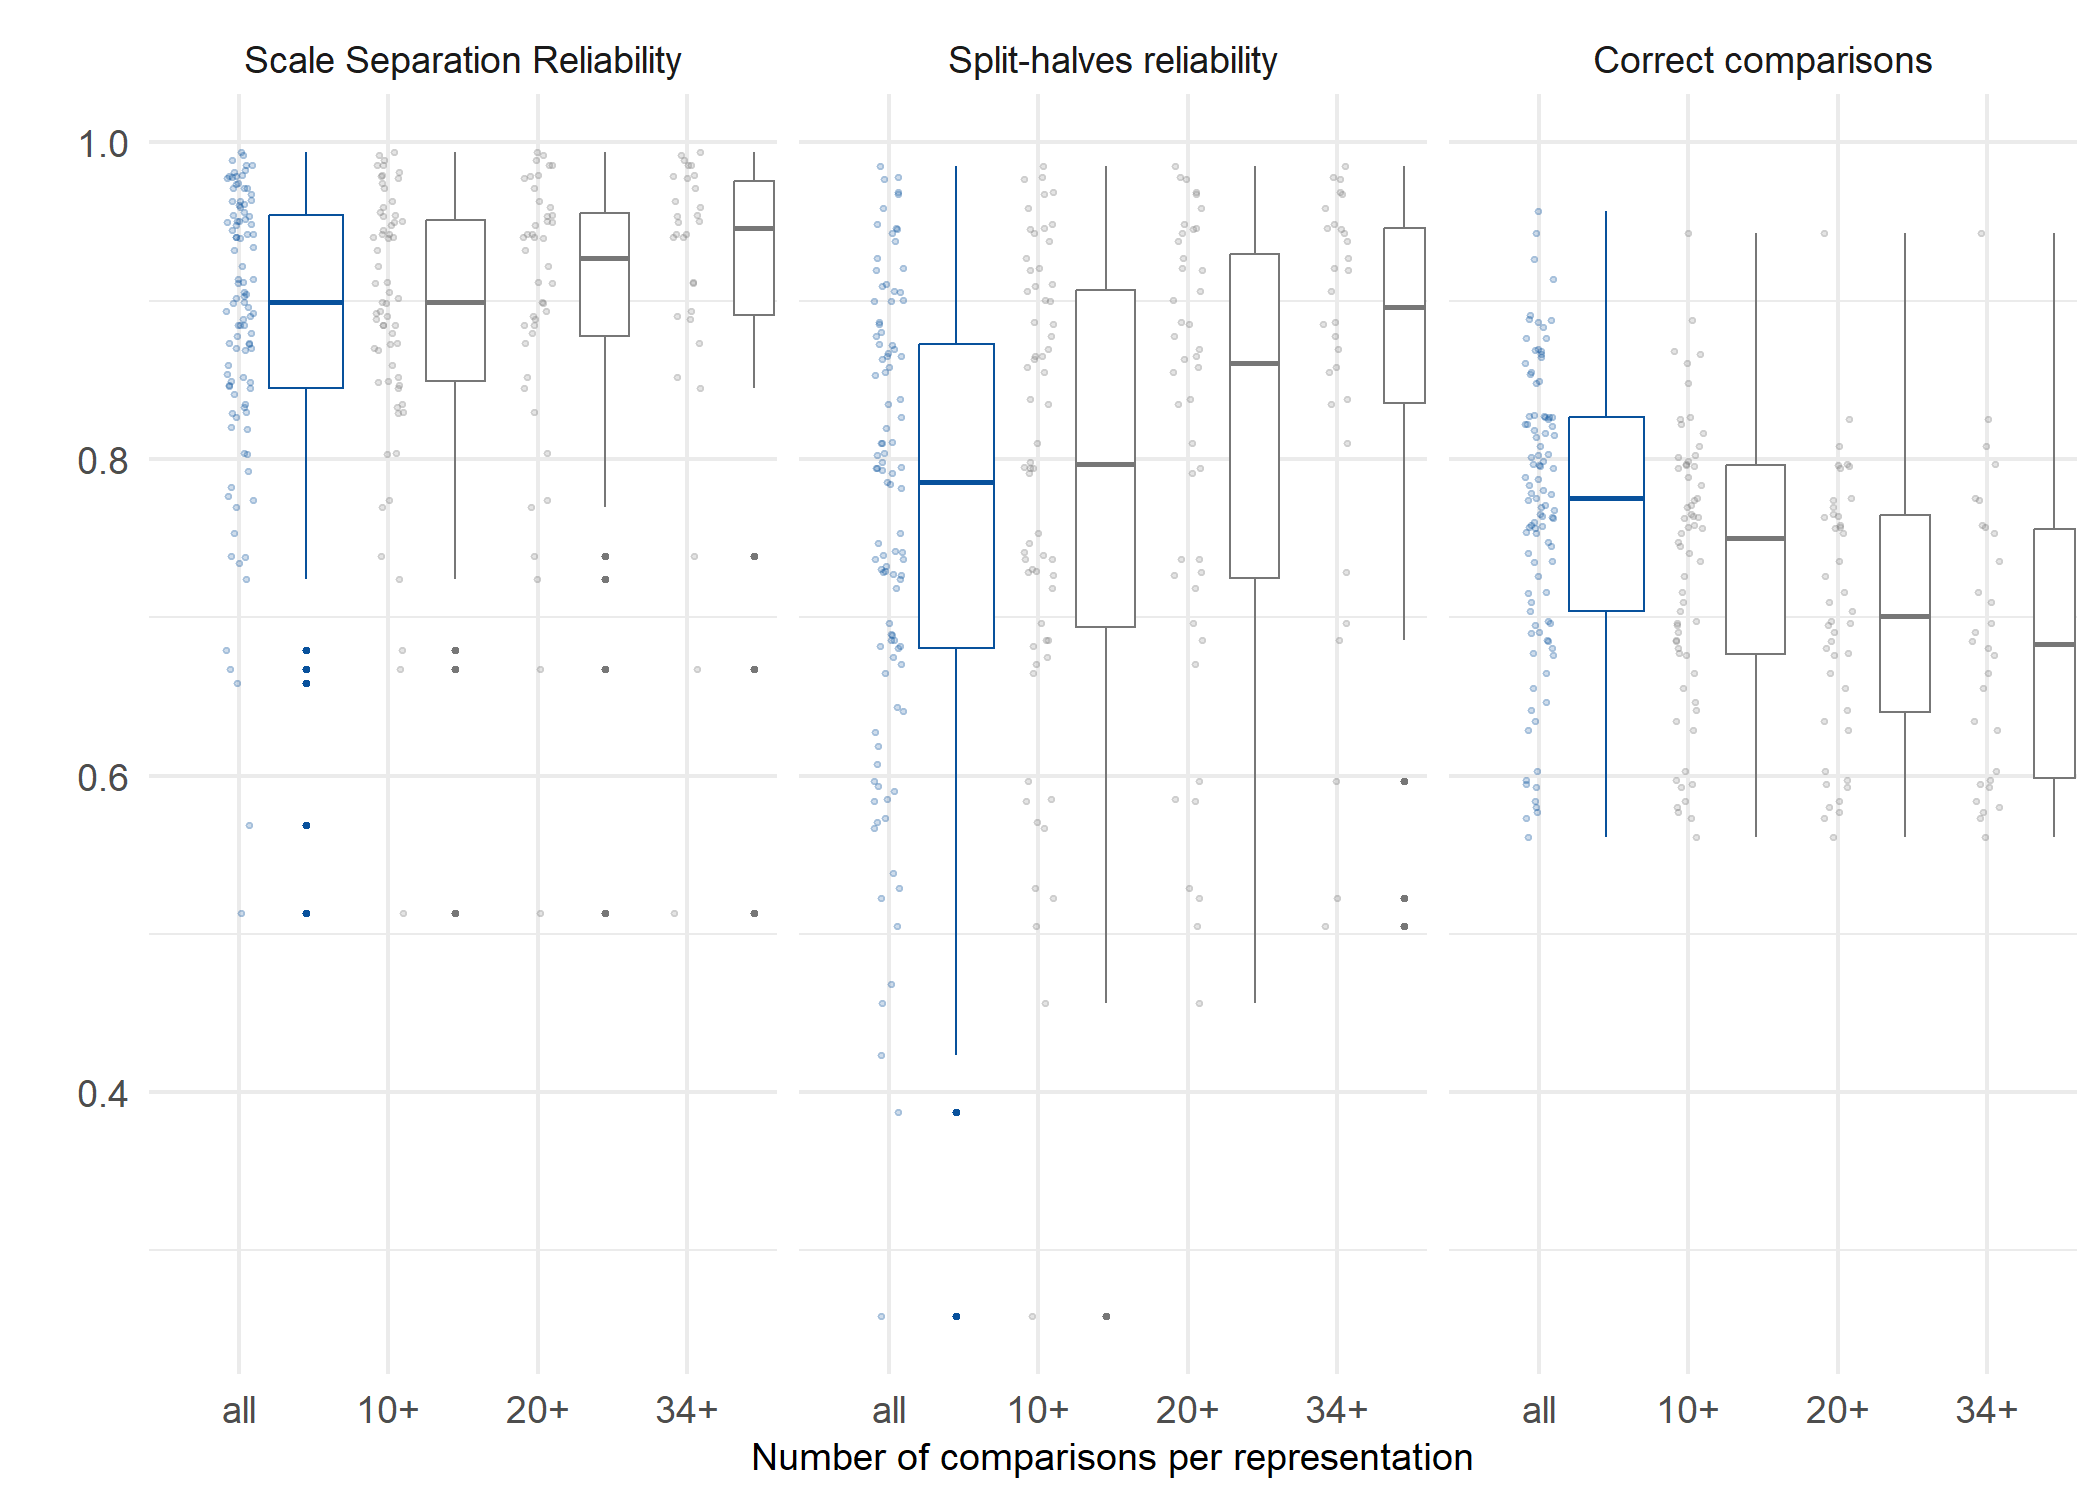 Scale Separation Reliability Split-halves reliability Correct comparisons
1.0
0.8
0.6
0.4
all 10+ 20+ 34+ all 10+ 20+ 34+ all 10+ 20+ 34+
Number of comparisons per representation